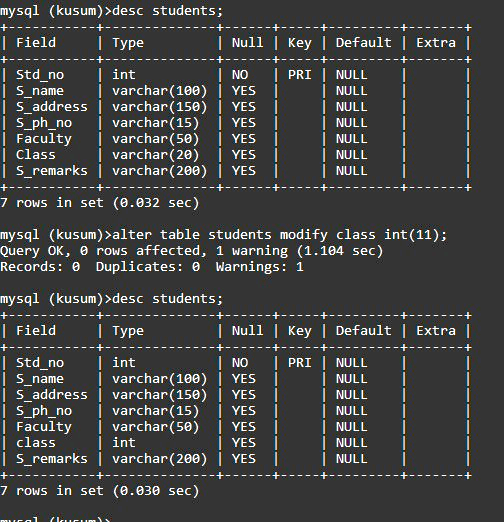 mysql (kusum)>desc students;
+-----------+--------------+------+-----+---------+-------+
| Field     | Type         | Null | Key | Default | Extra |
+-----------+--------------+------+-----+---------+-------+
| Std_no    | int          | NO   | PRI | NULL    |       |
| S_name    | varchar(100) | YES  |     | NULL    |       |
| S_address | varchar(150) | YES  |     | NULL    |       |
| S_ph_no   | varchar(15)  | YES  |     | NULL    |       |
| Faculty   | varchar(50)  | YES  |     | NULL    |       |
| Class     | varchar(20)  | YES  |     | NULL    |       |
| S_remarks | varchar(200) | YES  |     | NULL    |       |
+-----------+--------------+------+-----+---------+-------+
7 rows in set (0.032 sec)
mysql (kusum)>alter table students modify class int(11);
Query OK, 0 rows affected, 1 warning (1.104 sec)
Records: 0  Duplicates: 0  Warnings: 1
mysql (kusum)>desc students;
+-----------+--------------+------+-----+---------+-------+
| Field     | Type         | Null | Key | Default | Extra |
+-----------+--------------+------+-----+---------+-------+
| Std_no    | int          | NO   | PRI | NULL    |       |
| S_name    | varchar(100) | YES  |     | NULL    |       |
| S_address | varchar(150) | YES  |     | NULL    |       |
| S_ph_no   | varchar(15)  | YES  |     | NULL    |       |
| Faculty   | varchar(50)  | YES  |     | NULL    |       |
| class     | int          | YES  |     | NULL    |       |
| S_remarks | varchar(200) | YES  |     | NULL    |       |
+-----------+--------------+------+-----+---------+-------+
7 rows in set (0.030 sec)
mysql (kusum)>